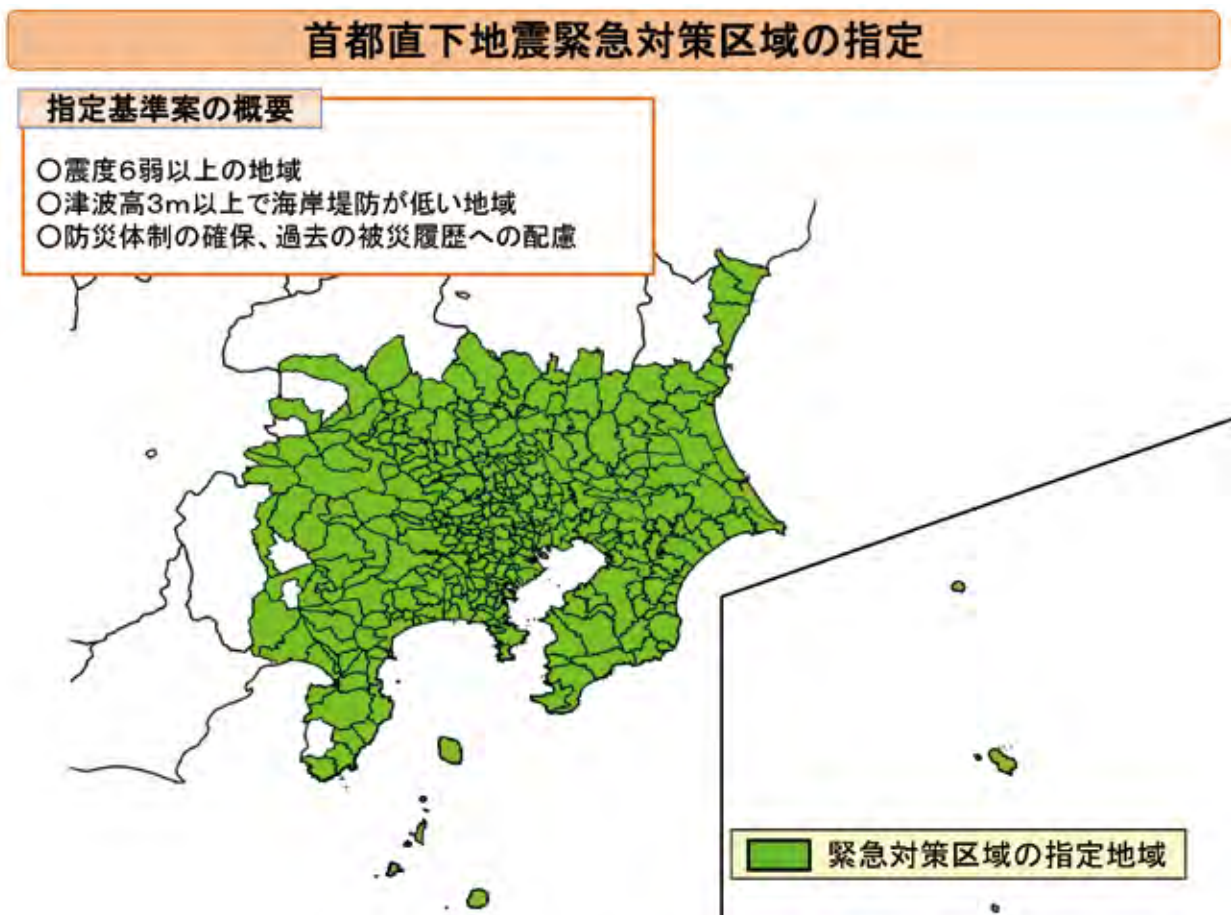 首都直下地震緊急対策区域の指定
指定基準案の概要
○震度6弱以上の地域
○津波高3m以上で海岸堤防が低い地域
○防災体制の確保、過去の被災履歴への配慮
緊急対策区域の指定地域